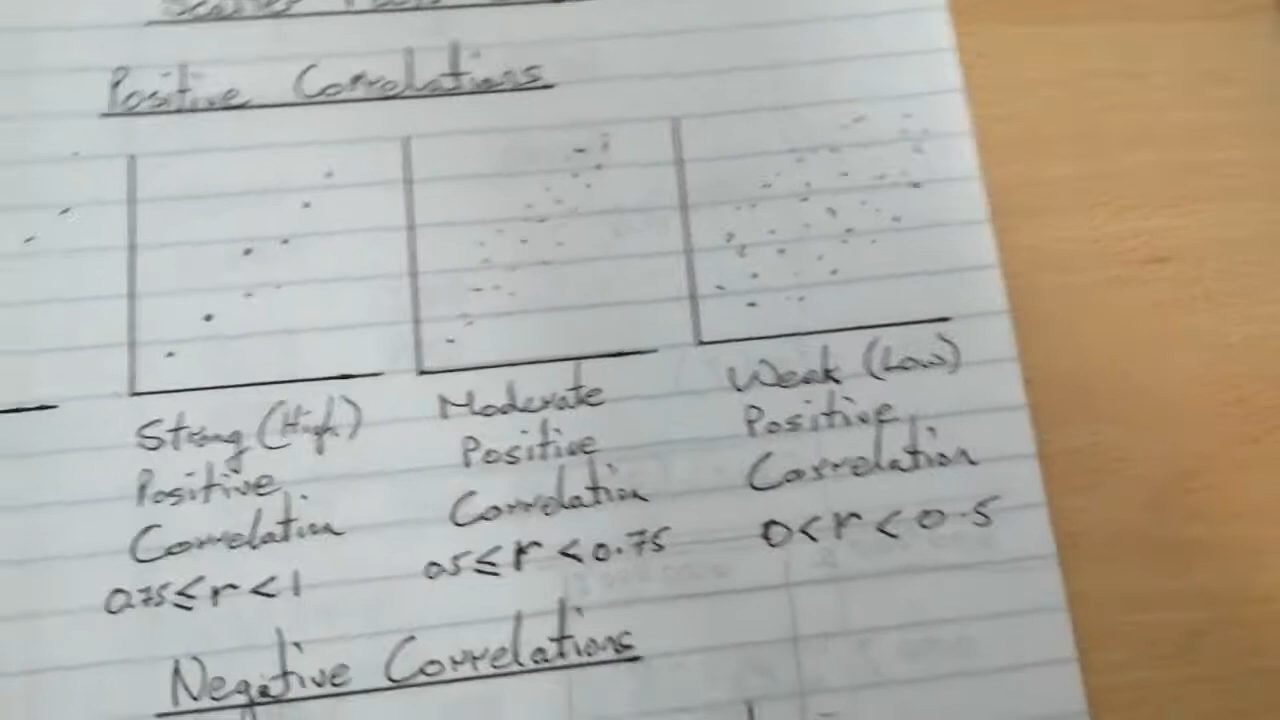 Positive Correlations
Strong (High)
Positive
Correlation
0.75 ≤ r < 1
Moderate
Positive
Correlation
0.5 ≤ r < 0.75
Weak (Low)
Positive
Correlation
0 < r < 0.5
Negative Correlations